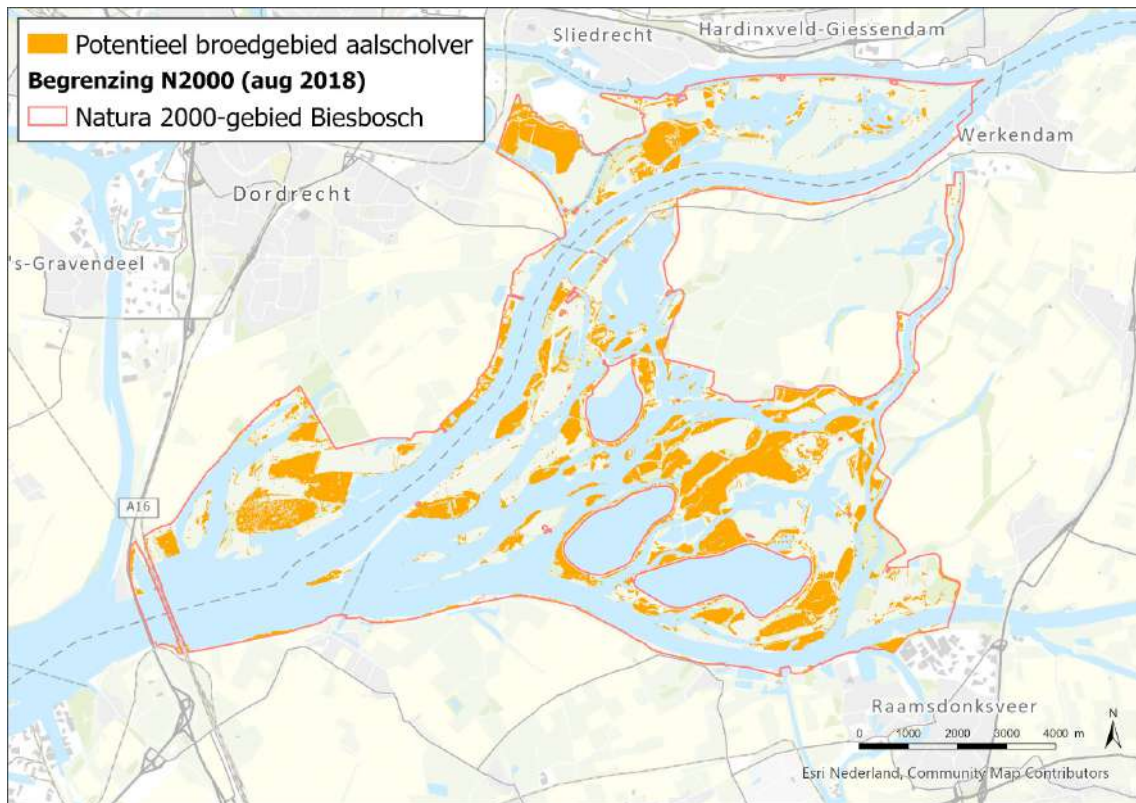 Potentieel broedgebied aalscholver
Begrenzing N2000 (aug 2018)
Natura 2000-gebied Biesbosch
Sliedrecht
Hardinxveld-Giessendam
Werkendam
Dordrecht
's-Gravendeel
A16
Raamsdonksveer
N
0 1000 2000 3000 4000 m
Esri Nederland, Community Map Contributors